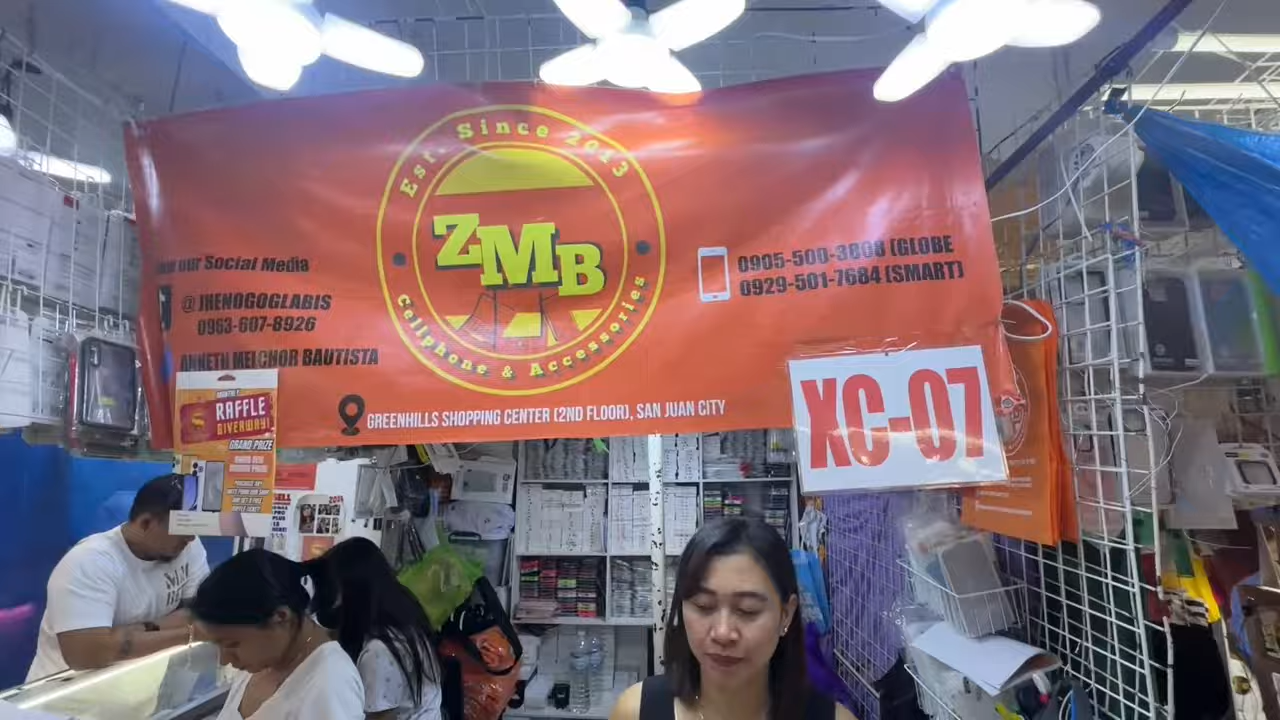 Est. Since 2013
ZMB
Cellphone & Accessories
our Social Media
@JHENOGOGLABIS
0963-607-8926
ANNETH MELCHOR BAUTISTA
0905-500-3808 (GLOBE
0929-501-7684 (SMART)
GREENHILLS SHOPPING CENTER (2ND FLOOR), SAN JUAN CITY
XC-07
MONTHLY
RAFFLE
GIVEAWAY!
GRAND PRIZE